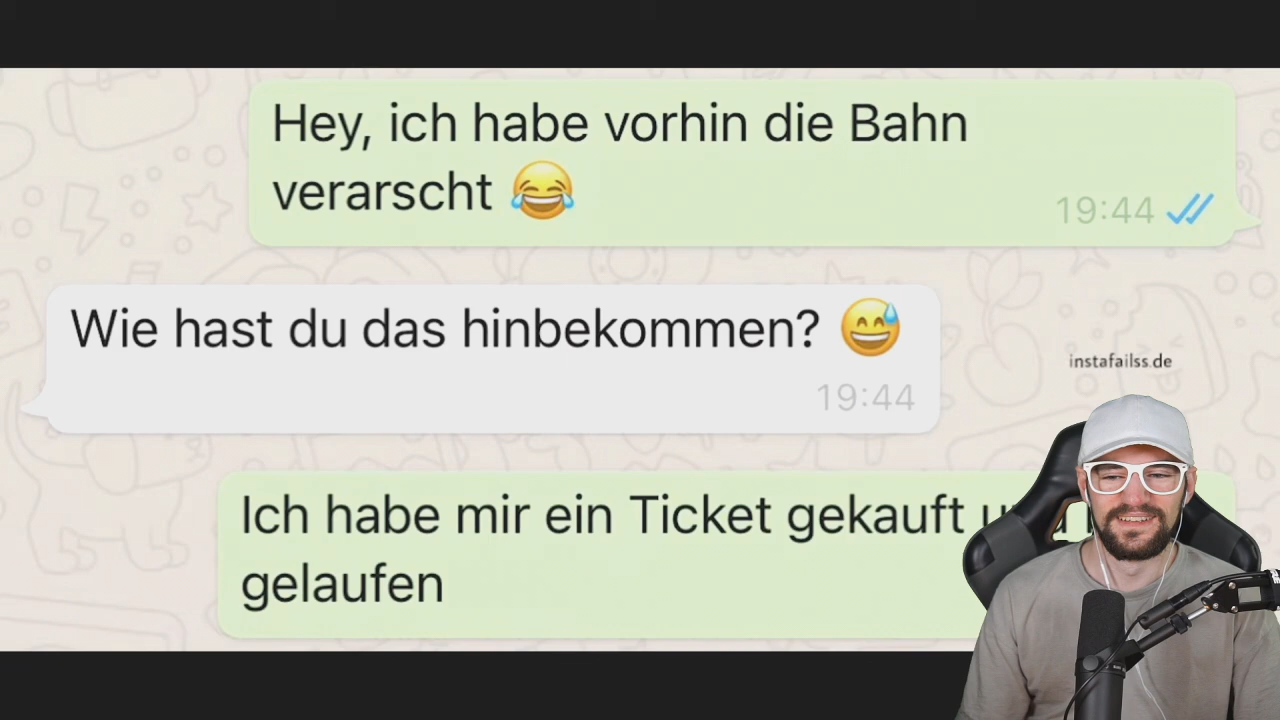 Hey, ich habe vorhin die Bahn
verarscht 😂
19:44
Wie hast du das hinbekommen? 😅
19:44
instafailss.de
Ich habe mir ein Ticket gekauft
gelaufen